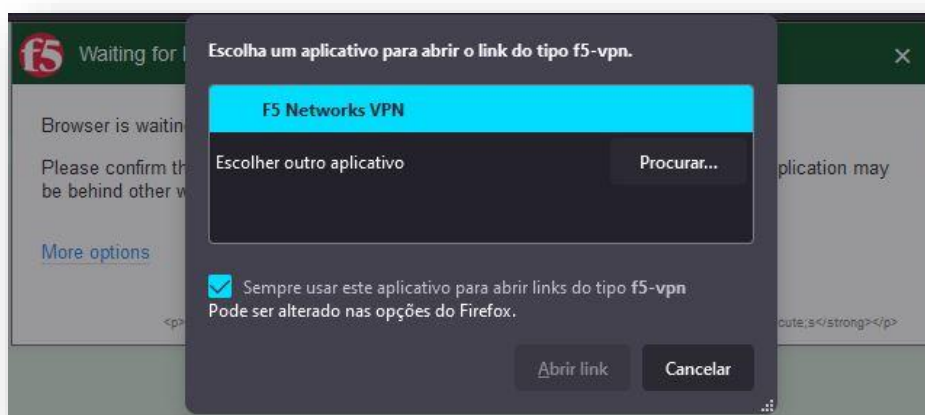 f5 Waiting for
Escolha um aplicativo para abrir o link do tipo f5-vpn.
F5 Networks VPN
Escolher outro aplicativo Procurar...
Browser is
Please confirm plication may
be behind other
More options
Sempre usar este aplicativo para abrir links do tipo f5-vpn
Pode ser alterado nas opções do Firefox.
<p> cute;s</strong></p>
Abrir link Cancelar